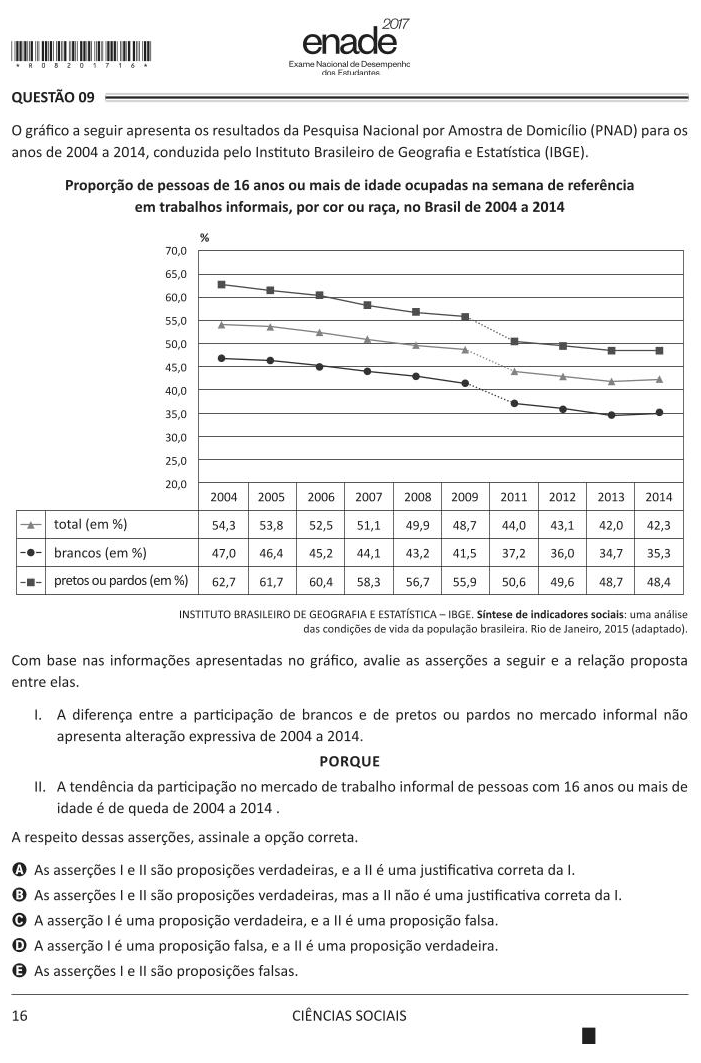 2017
enade
Exame Nacional de Desempenho
dos Estudantes
* R 0 8 2 0 1 7 1 6 *
QUESTÃO 09
O gráfico a seguir apresenta os resultados da Pesquisa Nacional por Amostra de Domicílio (PNAD) para os
anos de 2004 a 2014, conduzida pelo Instituto Brasileiro de Geografia e Estatística (IBGE).
Proporção de pessoas de 16 anos ou mais de idade ocupadas na semana de referência
em trabalhos informais, por cor ou raça, no Brasil de 2004 a 2014
%
70,0
65,0
60,0
55,0
50,0
45,0
40,0
35,0
30,0
25,0
20,0
2004 2005 2006 2007 2008 2009 2011 2012 2013 2014
total (em %) 54,3 53,8 52,5 51,1 49,9 48,7 44,0 43,1 42,0 42,3
brancos (em %) 47,0 46,4 45,2 44,1 43,2 41,5 37,2 36,0 34,7 35,3
pretos ou pardos (em %) 62,7 61,7 60,4 58,3 56,7 55,9 50,6 49,6 48,7 48,4
INSTITUTO BRASILEIRO DE GEOGRAFIA E ESTATÍSTICA – IBGE. Síntese de indicadores sociais: uma análise
das condições de vida da população brasileira. Rio de Janeiro, 2015 (adaptado).
Com base nas informações apresentadas no gráfico, avalie as asserções a seguir e a relação proposta
entre elas.
I. A diferença entre a participação de brancos e de pretos ou pardos no mercado informal não
apresenta alteração expressiva de 2004 a 2014.
PORQUE
II. A tendência da participação no mercado de trabalho informal de pessoas com 16 anos ou mais de
idade é de queda de 2004 a 2014 .
A respeito dessas asserções, assinale a opção correta.
A As asserções I e II são proposições verdadeiras, e a II é uma justificativa correta da I.
B As asserções I e II são proposições verdadeiras, mas a II não é uma justificativa correta da I.
C A asserção I é uma proposição verdadeira, e a II é uma proposição falsa.
D A asserção I é uma proposição falsa, e a II é uma proposição verdadeira.
E As asserções I e II são proposições falsas.
16
CIÊNCIAS SOCIAIS